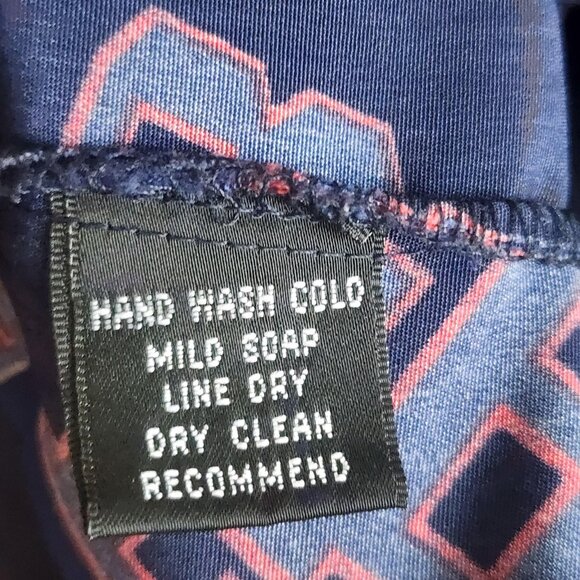 HAND WASH COLD
MILD SOAP
LINE DRY
DRY CLEAN
RECOMMEND